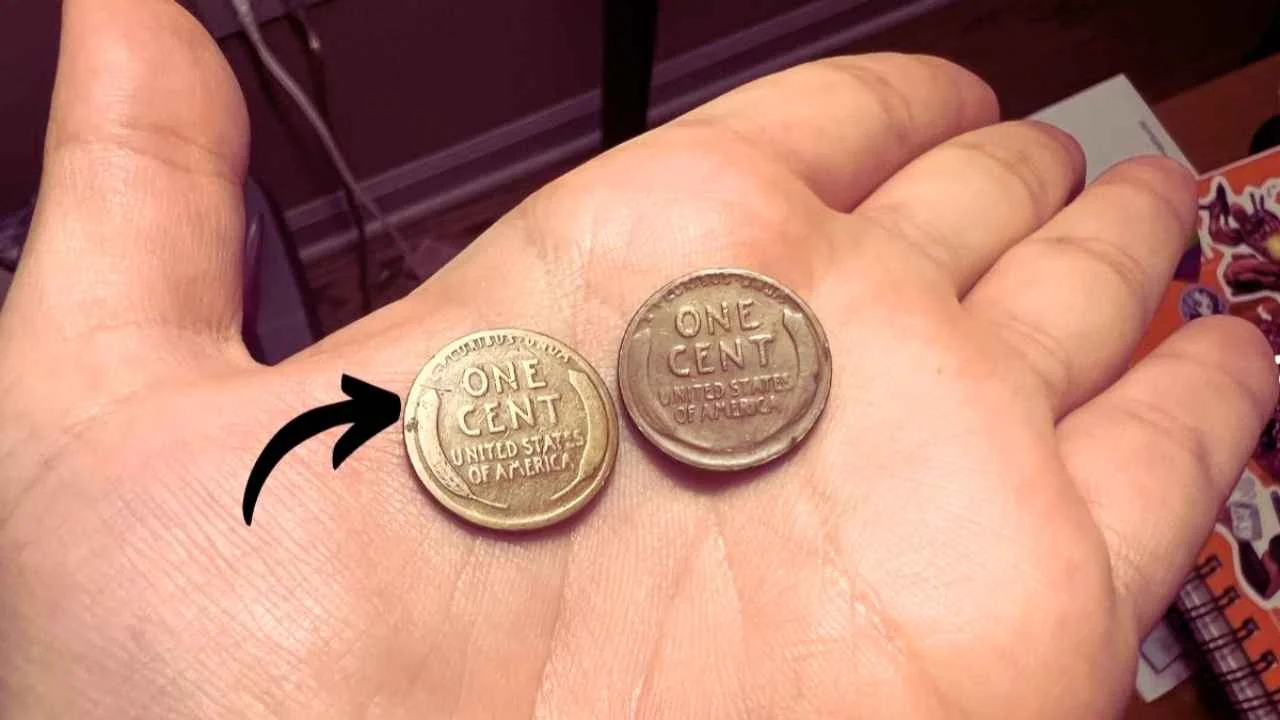 ONE
CENT
UNITED STATES
OF AMERICA
ONE
CENT
UNITED STATES
OF AMERICA